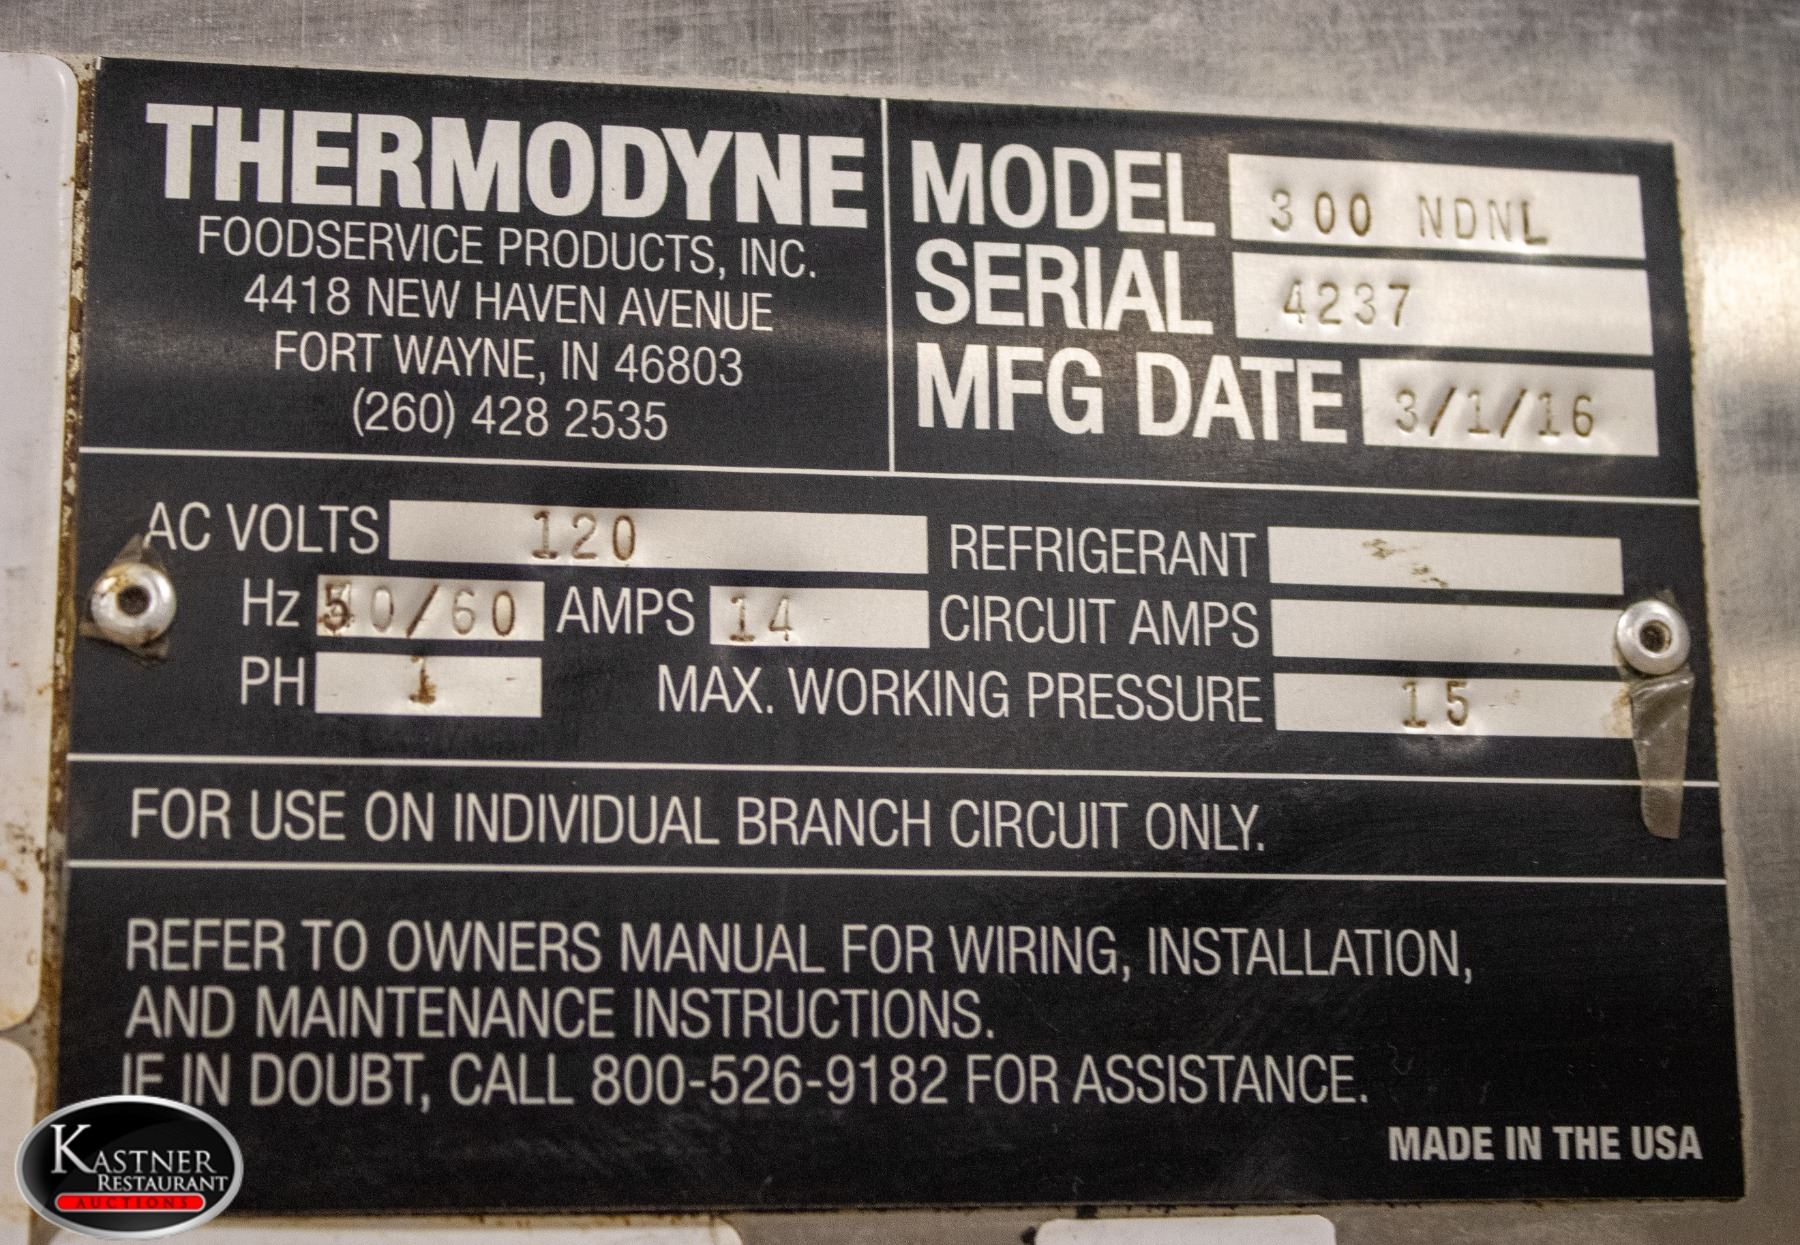 THERMODYNE
FOODSERVICE PRODUCTS, INC.
4418 NEW HAVEN AVENUE
FORT WAYNE, IN 46803
(260) 428 2535
MODEL 300 NDNL
SERIAL 4237
MFG DATE 3/1/16
AC VOLTS 120
REFRIGERANT
Hz 50/60 AMPS 14
CIRCUIT AMPS
PH 1
MAX. WORKING PRESSURE 15
FOR USE ON INDIVIDUAL BRANCH CIRCUIT ONLY.
REFER TO OWNERS MANUAL FOR WIRING, INSTALLATION,
AND MAINTENANCE INSTRUCTIONS.
IF IN DOUBT, CALL 800-526-9182 FOR ASSISTANCE.
MADE IN THE USA
KASTNER
RESTAURANT
AUCTIONS